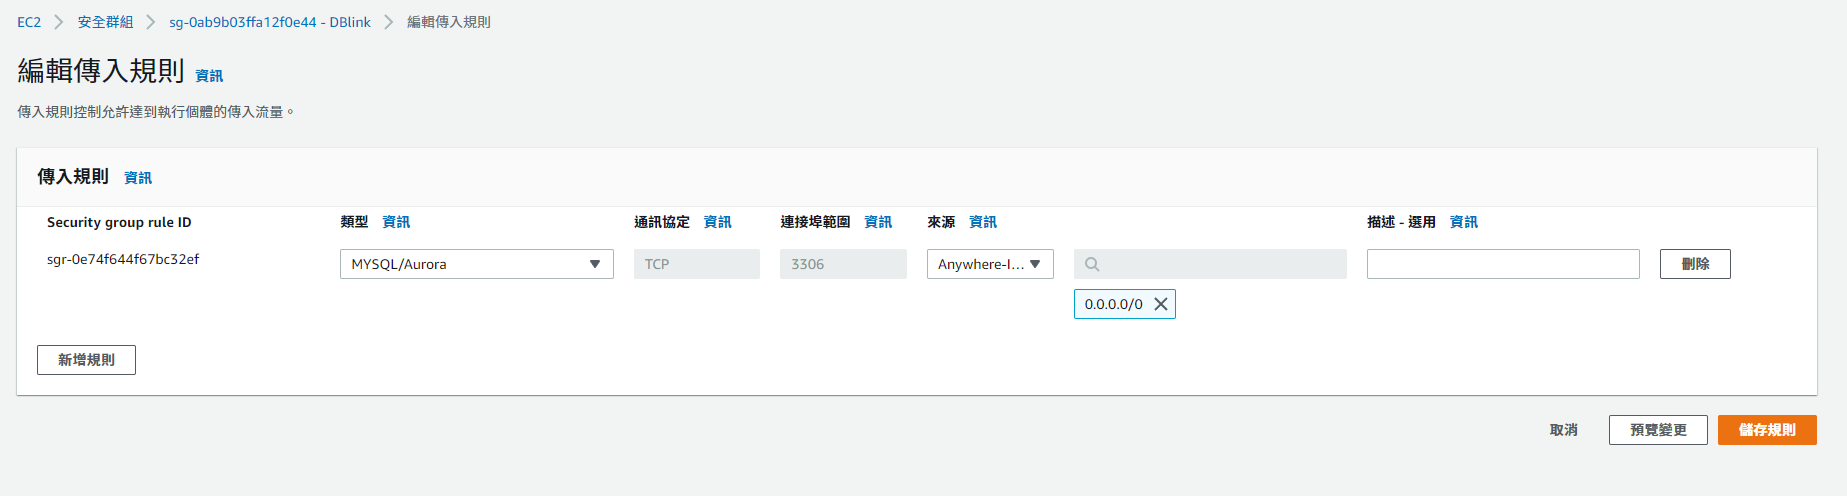 EC2 > 安全群組 > sg-0ab9b03ffa12f0e44 - DBlink > 編輯傳入規則
編輯傳入規則 資訊
傳入規則控制允許達到執行個體的傳入流量。
傳入規則 資訊
Security group rule ID 類型 資訊 通訊協定 資訊 連接埠範圍 資訊 來源 資訊 描述 - 選用 資訊
sgr-0e74f644f67bc32ef MYSQL/Aurora TCP 3306 Anywhere-I... 刪除
0.0.0.0/0
新增規則
取消 預覽變更 儲存規則